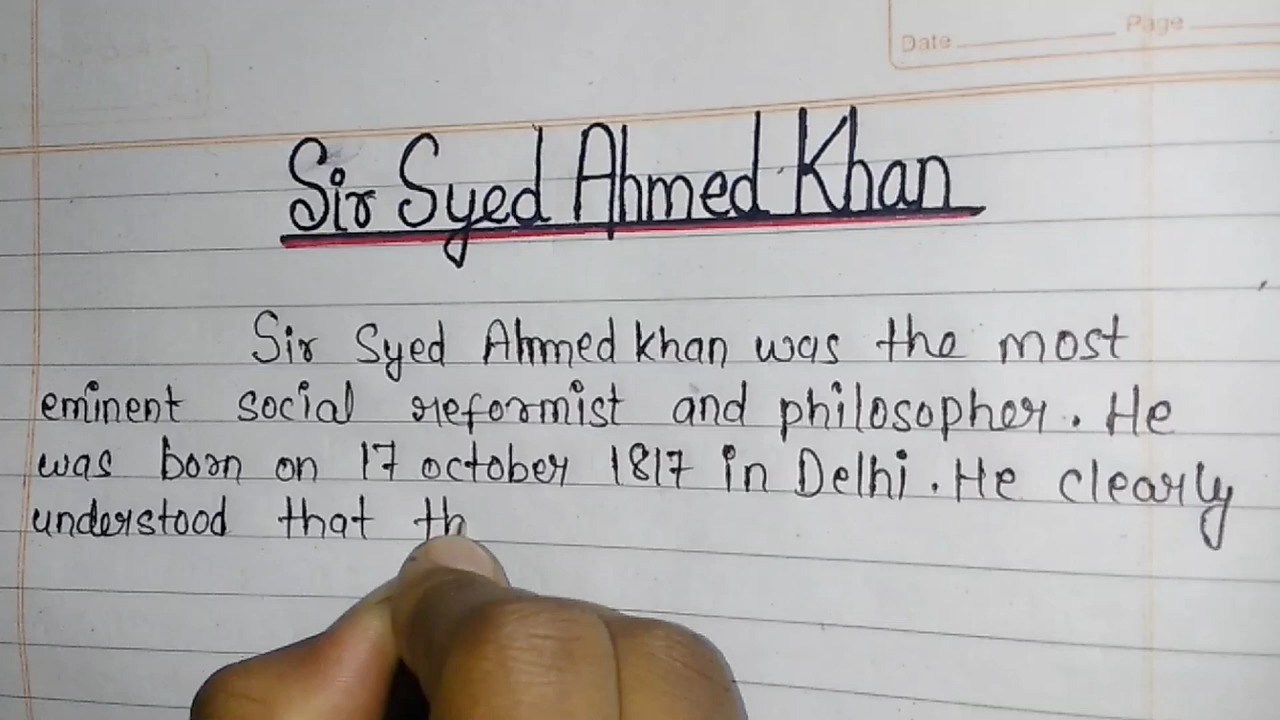 Date Page
Sir Syed Ahmed Khan
Sir Syed Ahmed khan was the most
eminent social reformist and philosopher. He
was born on 17 october 1817 in Delhi. He clearly
understood that th